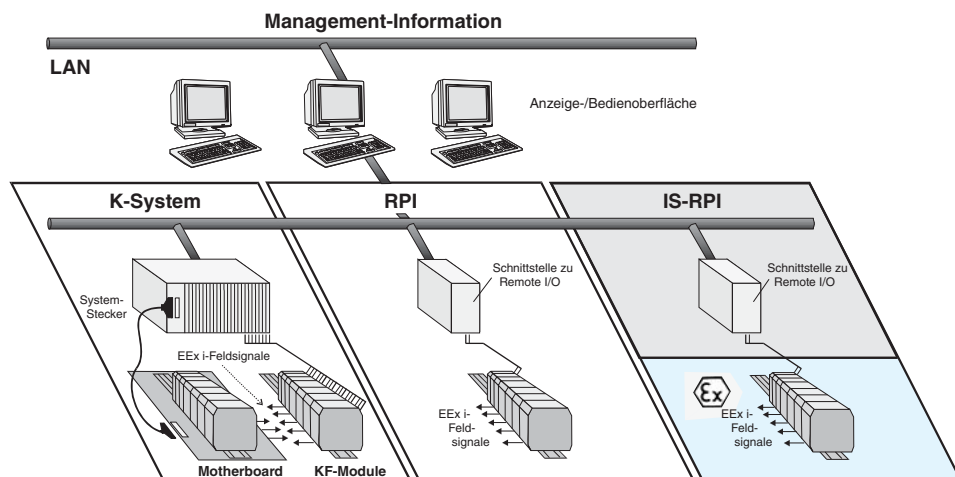 Management-Information
LAN
Anzeige-/Bedienoberfläche
K-System
RPI
IS-RPI
System-
Stecker
Schnittstelle zu
Remote I/O
Schnittstelle zu
Remote I/O
EEx i-Feldsignale
Motherboard
KF-Module
EEx i-
Feld-
signale
Ex
EEx i-
Feld-
signale